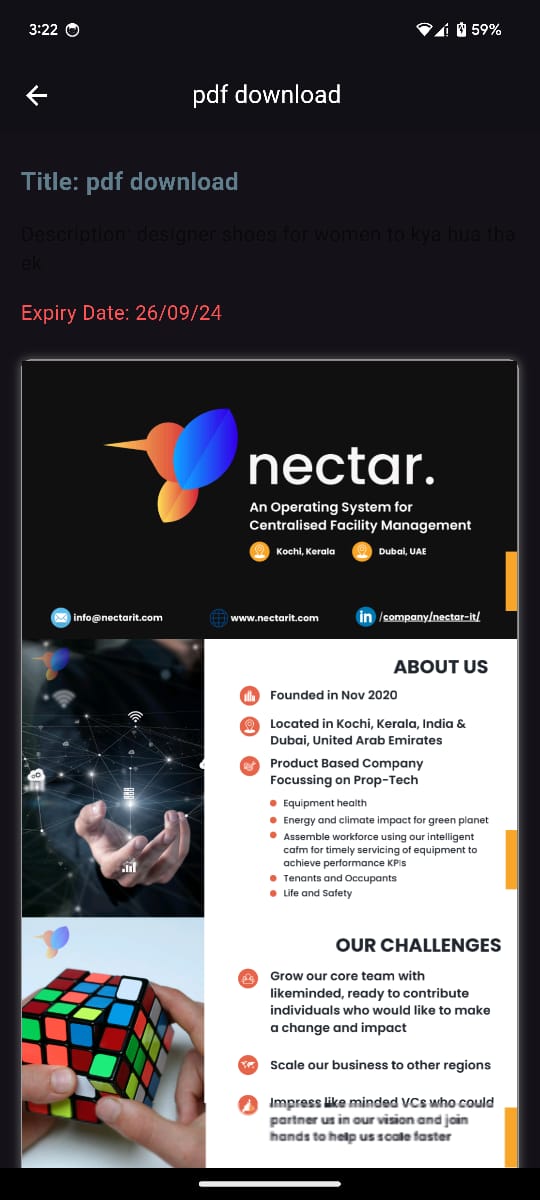 3:22
59%
pdf download
Title: pdf download
Description: designer shoes for women to kya hua tha
ek
Expiry Date: 26/09/24
nectar.
An Operating System for
Centralised Facility Management
Kochi, Kerala
Dubai, UAE
info@nectarit.com
www.nectarit.com
in /company/nectar-it/
ABOUT US
Founded in Nov 2020
Located in Kochi, Kerala, India &
Dubai, United Arab Emirates
Product Based Company
Focussing on Prop-Tech
Equipment health
Energy and climate impact for green planet
Assemble workforce using our intelligent
cafm for timely servicing of equipment to
achieve performance KPIs
Tenants and Occupants
Life and Safety
OUR CHALLENGES
Grow our core team with
likeminded, ready to contribute
individuals who would like to make
a change and impact
Scale our business to other regions
Impress like minded VCs who could
partner us in our vision and join
hands to help us scale faster